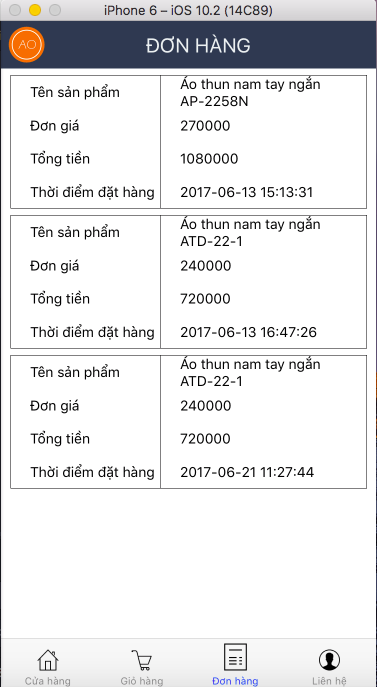 iPhone 6 – iOS 10.2 (14C89)
AO
ĐƠN HÀNG
Tên sản phẩm
Áo thun nam tay ngắn
AP-2258N
Đơn giá
270000
Tổng tiền
1080000
Thời điểm đặt hàng
2017-06-13 15:13:31
Tên sản phẩm
Áo thun nam tay ngắn
ATD-22-1
Đơn giá
240000
Tổng tiền
720000
Thời điểm đặt hàng
2017-06-13 16:47:26
Tên sản phẩm
Áo thun nam tay ngắn
ATD-22-1
Đơn giá
240000
Tổng tiền
720000
Thời điểm đặt hàng
2017-06-21 11:27:44
Cửa hàng
Giỏ hàng
Đơn hàng
Liên hệ